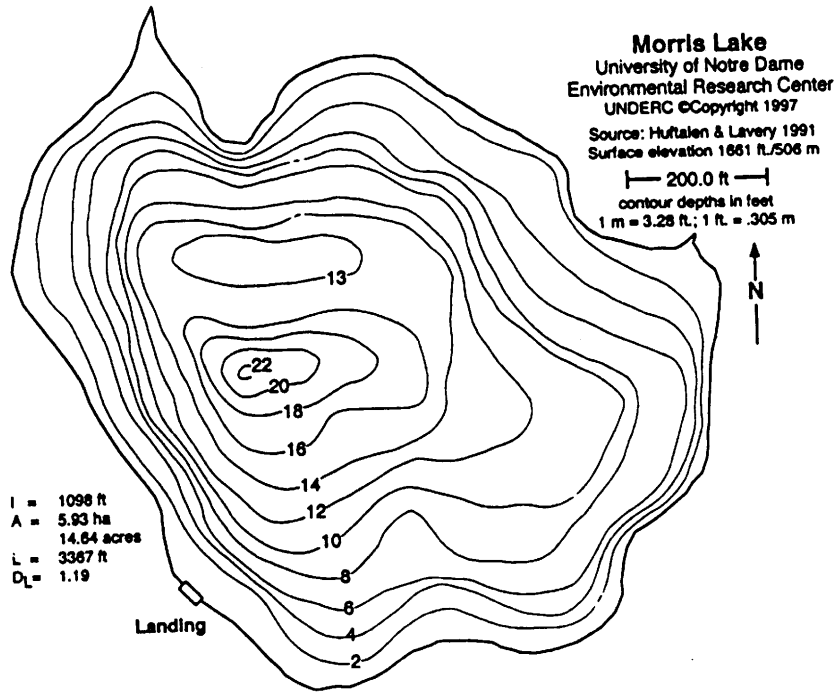 Morris Lake
University of Notre Dame
Environmental Research Center
UNDERC ©Copyright 1997
Source: Huftalen & Lavery 1991
Surface elevation 1661 ft./506 m
200.0 ft
contour depths in feet
1 m = 3.28 ft.; 1 ft. = .305 m
N
13
22
20
18
16
14
12
10
8
6
4
2
l = 1098 ft
A = 5.93 ha
14.64 acres
L = 3367 ft
DL= 1.19
Landing